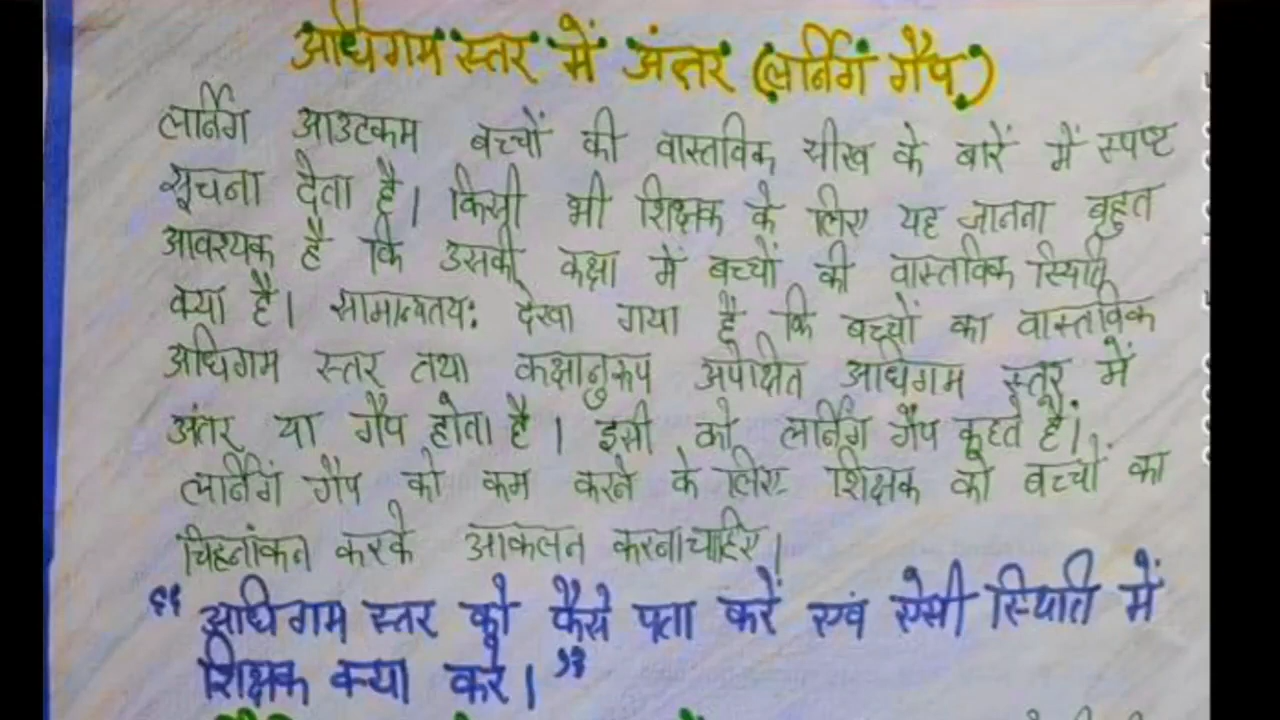 अधिगम स्तर में अंतर (लर्निंग गैप)
लर्निंग आउटकम बच्चों की वास्तविक सीख के बारें में स्पष्ट
सूचना देता है। किसी भी शिक्षक के लिए यह जानना बहुत
आवश्यक है कि उसकी कक्षा में बच्चों की वास्तविक स्थिति
क्या है। सामान्यतयः देखा गया है कि बच्चों का वास्तविक
अधिगम स्तर तथा कक्षानुरूप अपेक्षित अधिगम स्तर में
अंतर या गैप होता है। इसी को लर्निंग गैप कहते हैं।
लर्निंग गैप को कम करने के लिए शिक्षक को बच्चों का
चिह्नांकन करके आकलन करनाचाहिए।
“ अधिगम स्तर को कैसे पता करें एवं ऐसी स्थिति में
शिक्षक क्या करें। ”